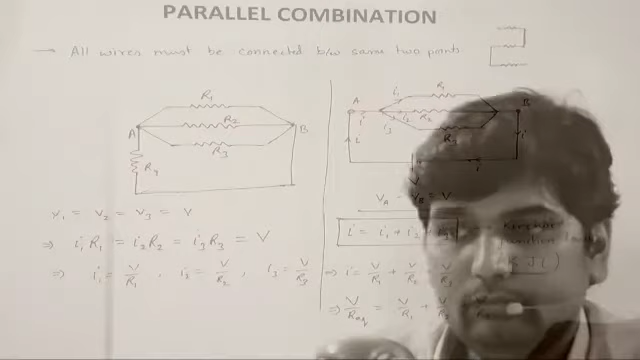 PARALLEL COMBINATION
→ All wires must be connected b/w same two points
R₁
R₂
R₃
A
B
R₄
V₁ = V₂ = V₃ = V
⇒ i₁R₁ = i₂R₂ = i₃R₃ = V
⇒ i₁ = V/R₁ , i₂ = V/R₂ , i₃ = V/R₃
A
B
i₁
R₁
i
i₂
R₂
i₃
i
i
V
i = i₁ + i₂
⇒ i = V/R₁ + V/R₂
⇒ V/Req = V/R₁ +